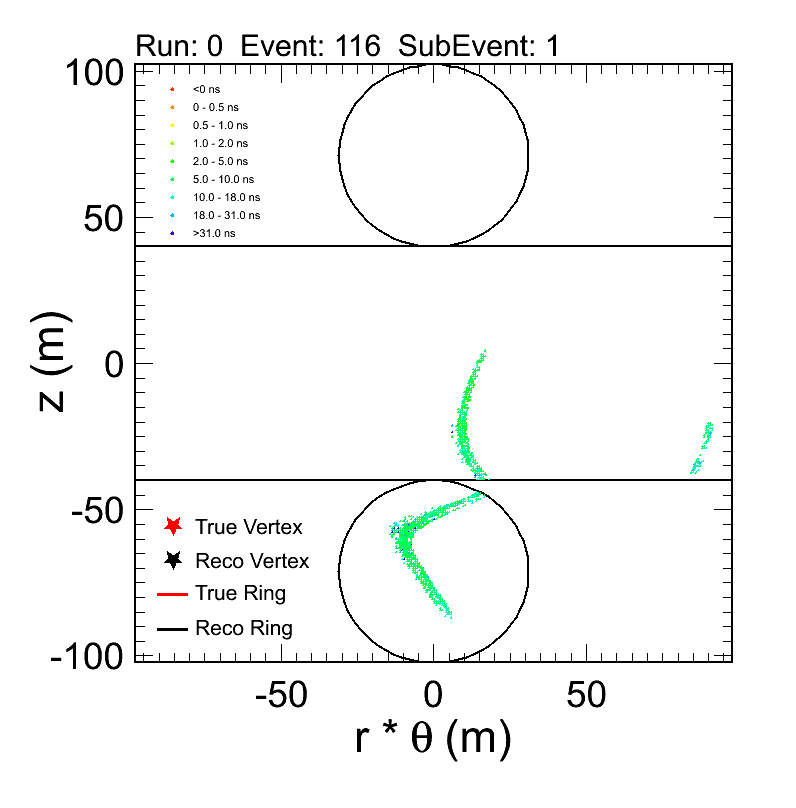 Run: 0  Event: 116  SubEvent: 1
100
<0 ns
0 - 0.5 ns
0.5 - 1.0 ns
1.0 - 2.0 ns
2.0 - 5.0 ns
5.0 - 10.0 ns
10.0 - 18.0 ns
18.0 - 31.0 ns
>31.0 ns
50
0
z (m)
-50
True Vertex
Reco Vertex
True Ring
Reco Ring
-100
-50 0 50
r * θ (m)